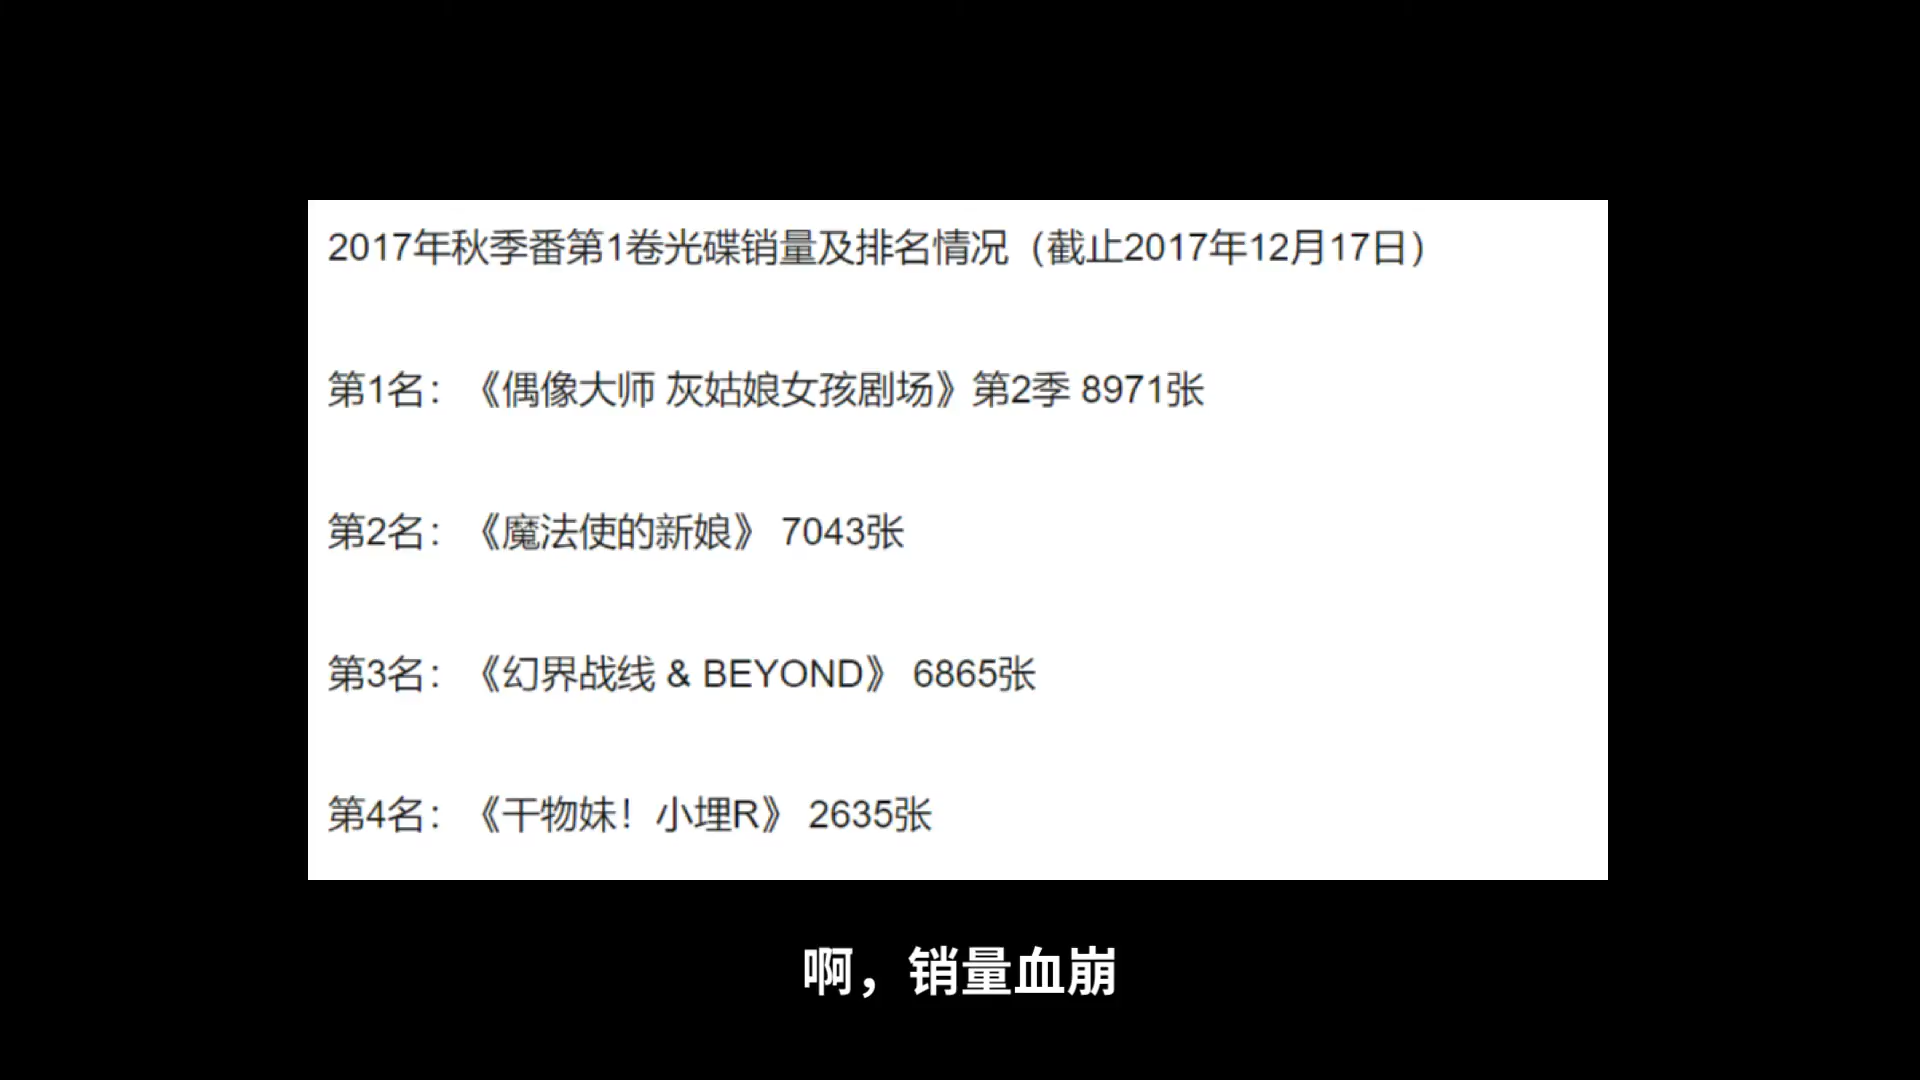 2017年秋季番第1卷光碟销量及排名情况（截止2017年12月17日）
第1名：《偶像大师 灰姑娘女孩剧场》第2季 8971张
第2名：《魔法使的新娘》 7043张
第3名：《幻界战线 & BEYOND》 6865张
第4名：《干物妹！小埋R》 2635张
啊，销量血崩